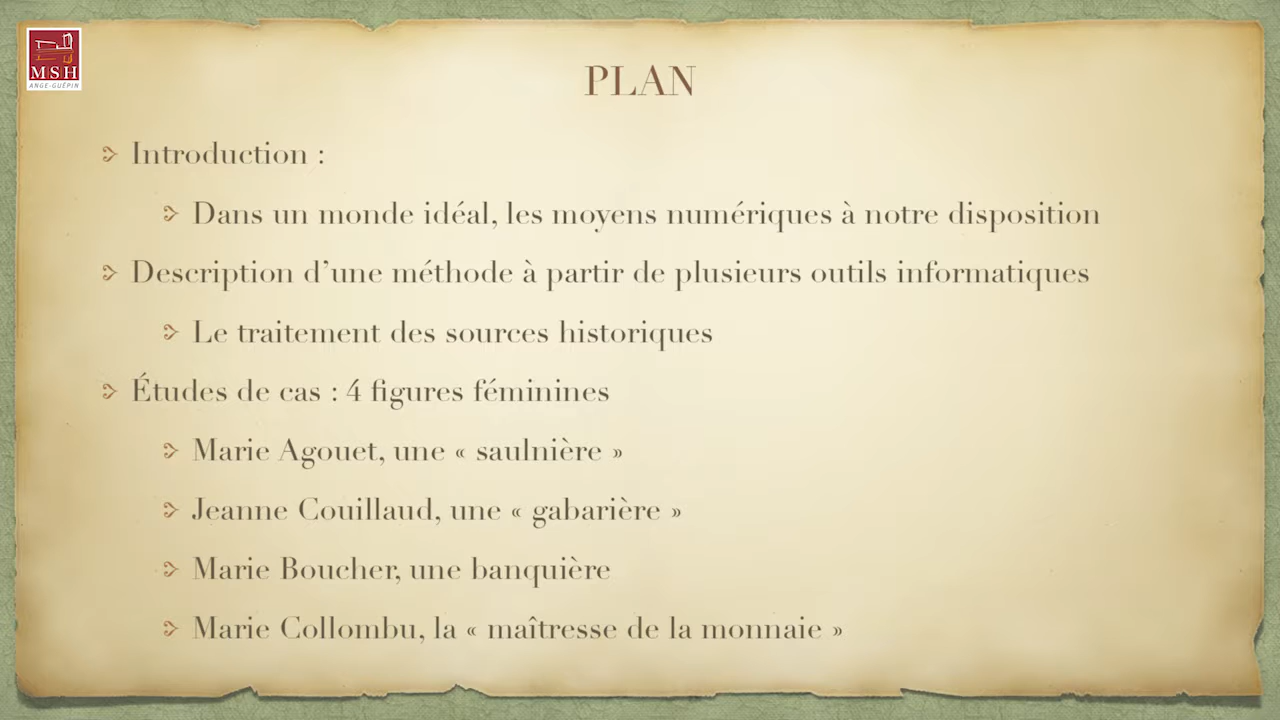 MSH
ANGE-GUÉPIN
PLAN
Introduction :
Dans un monde idéal, les moyens numériques à notre disposition
Description d’une méthode à partir de plusieurs outils informatiques
Le traitement des sources historiques
Études de cas : 4 figures féminines
Marie Agouet, une « saulnière »
Jeanne Couillaud, une « gabarière »
Marie Boucher, une banquière
Marie Collombu, la « maîtresse de la monnaie »